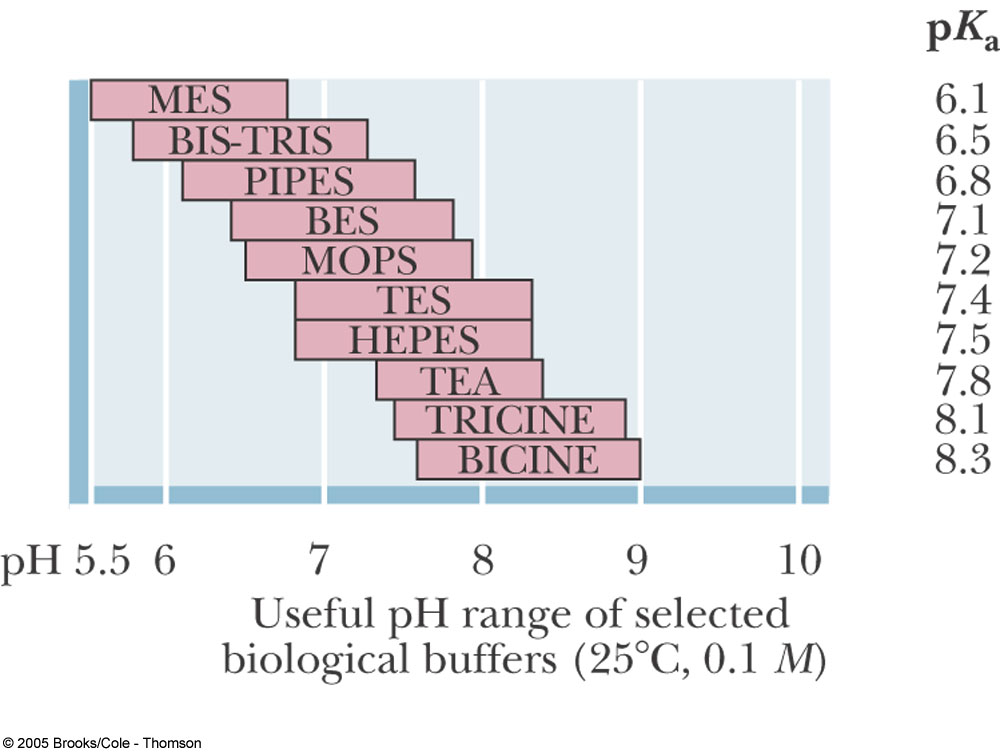 pKa
MES 6.1
BIS-TRIS 6.5
PIPES 6.8
BES 7.1
MOPS 7.2
TES 7.4
HEPES 7.5
TEA 7.8
TRICINE 8.1
BICINE 8.3
pH 5.5 6 7 8 9 10
Useful pH range of selected
biological buffers (25°C, 0.1 M)
© 2005 Brooks/Cole - Thomson